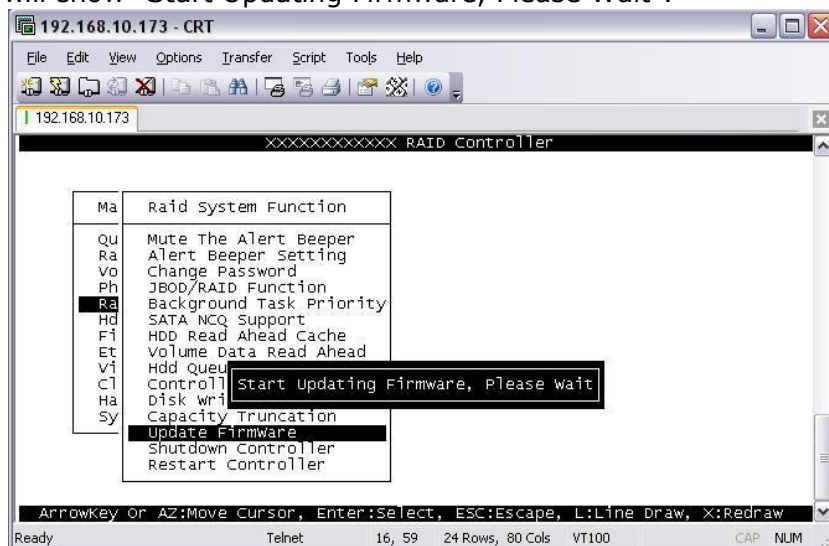 will show "Start Updating Firmware, Please Wait".
192.168.10.173 - CRT
File Edit View Options Transfer Script Tools Help
192.168.10.173
XXXXXXXXXXXX RAID Controller
Ma
Raid System Function
Qu
Mute The Alert Beeper
Ra
Alert Beeper Setting
Vo
Change Password
Ph
JBOD/RAID Function
Ra
Background Task Priority
Hd
SATA NCQ Support
Fi
HDD Read Ahead Cache
Et
Volume Data Read Ahead
Vi
Hdd Queu
Cl
Controll
Start Updating Firmware, Please Wait
Ha
Disk Wri
Sy
Capacity Truncation
Update FirmWare
Shutdown Controller
Restart Controller
ArrowKey Or AZ:Move Cursor, Enter:Select, ESC:Escape, L:Line Draw, X:Redraw
Ready Telnet 16, 59 24 Rows, 80 Cols VT100 CAP NUM